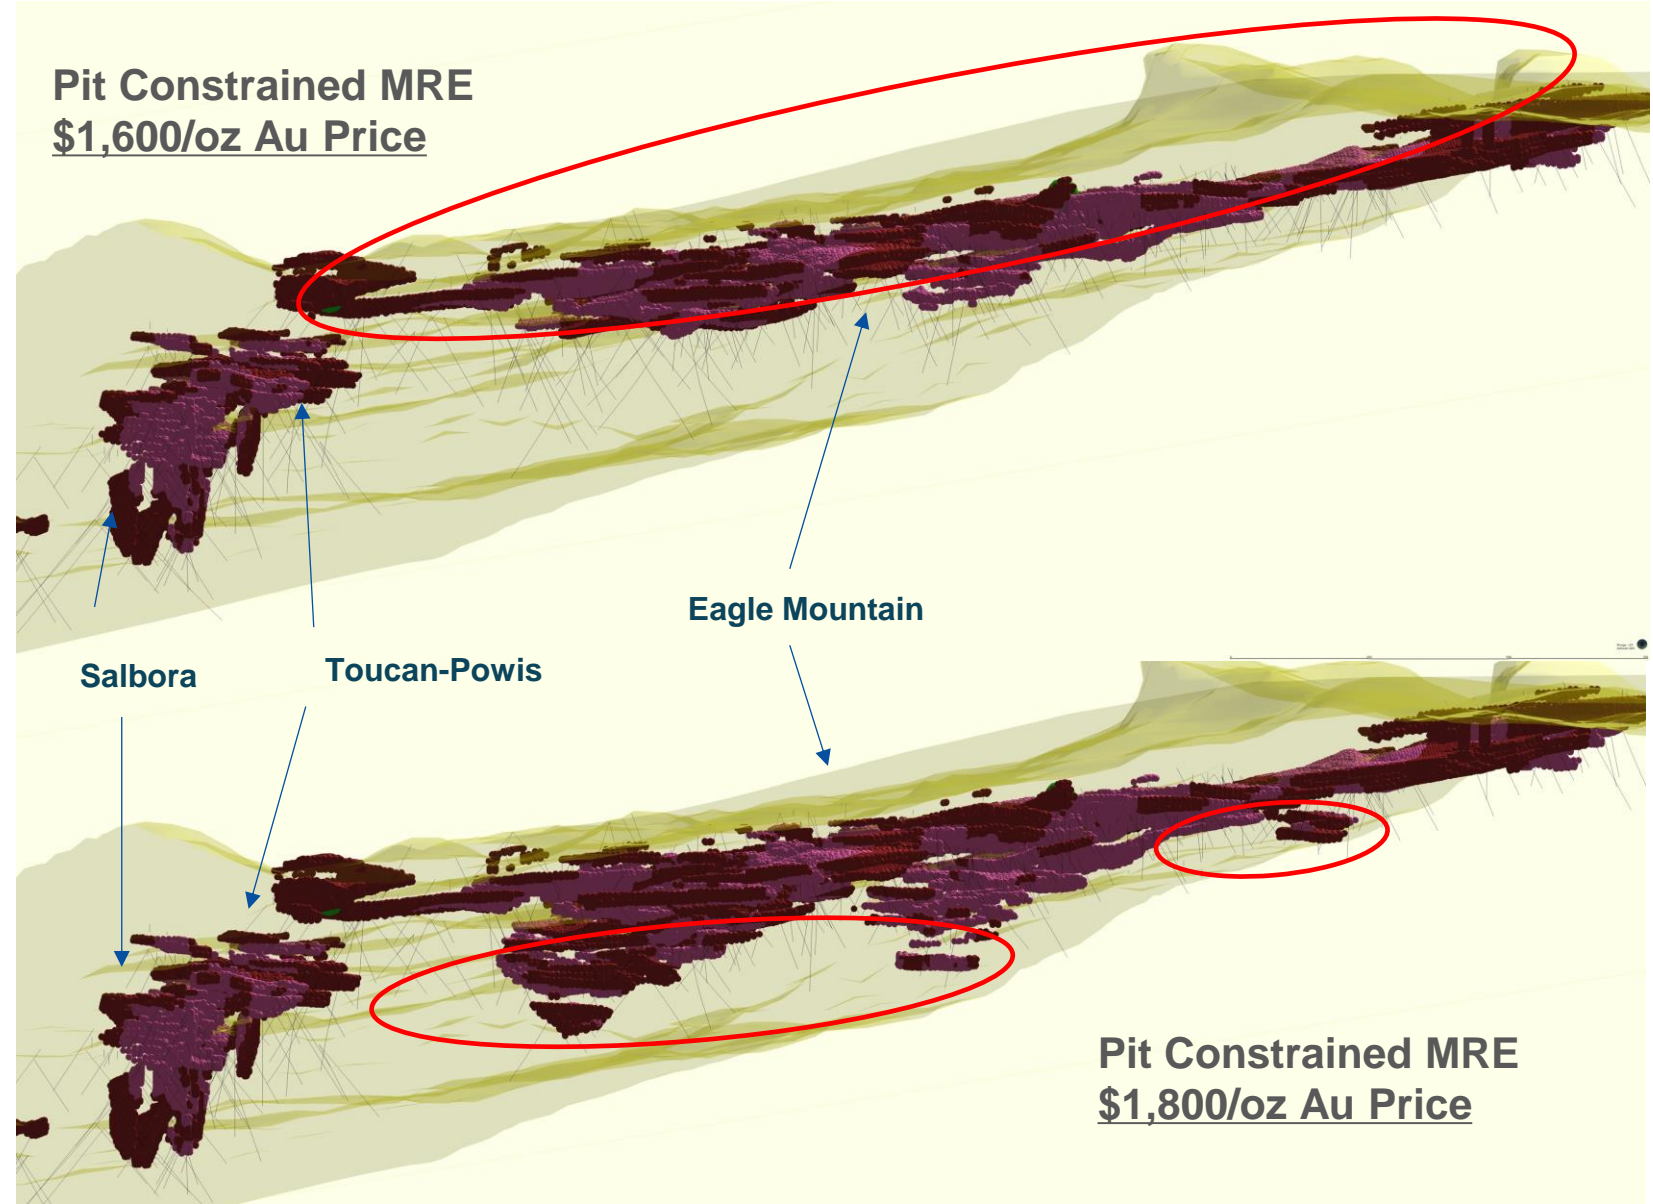 Pit Constrained MRE
$1,600/oz Au Price
Eagle Mountain
Salbora
Toucan-Powis
Pit Constrained MRE
$1,800/oz Au Price